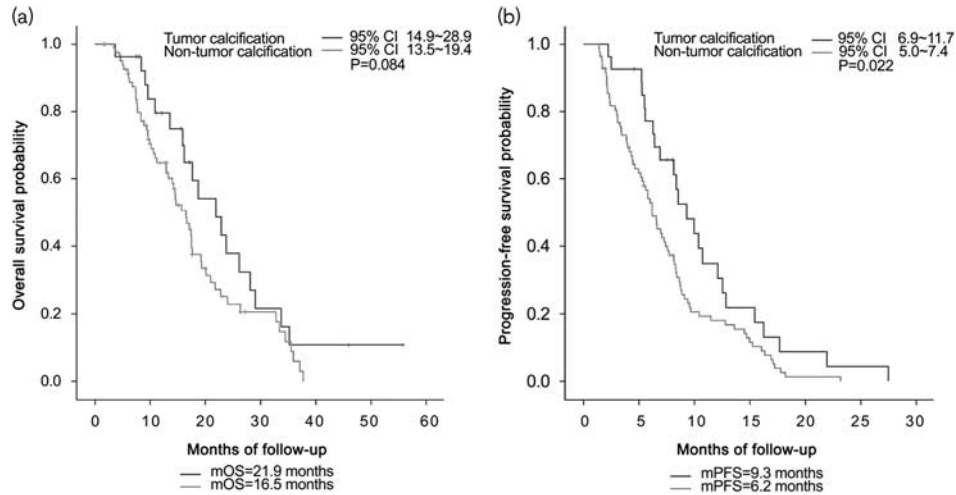 (a)
Tumor calcification 95% CI 14.9~28.9
Non-tumor calcification 95% CI 13.5~19.4
P=0.084
1.0
0.8
0.6
0.4
0.2
0.0
Overall survival probability
0 10 20 30 40 50 60
Months of follow-up
mOS=21.9 months
mOS=16.5 months
(b)
Tumor calcification 95% CI 6.9~11.7
Non-tumor calcification 95% CI 5.0~7.4
P=0.022
1.0
0.8
0.6
0.4
0.2
0.0
Progression-free survival probability
0 5 10 15 20 25 30
Months of follow-up
mPFS=9.3 months
mPFS=6.2 months